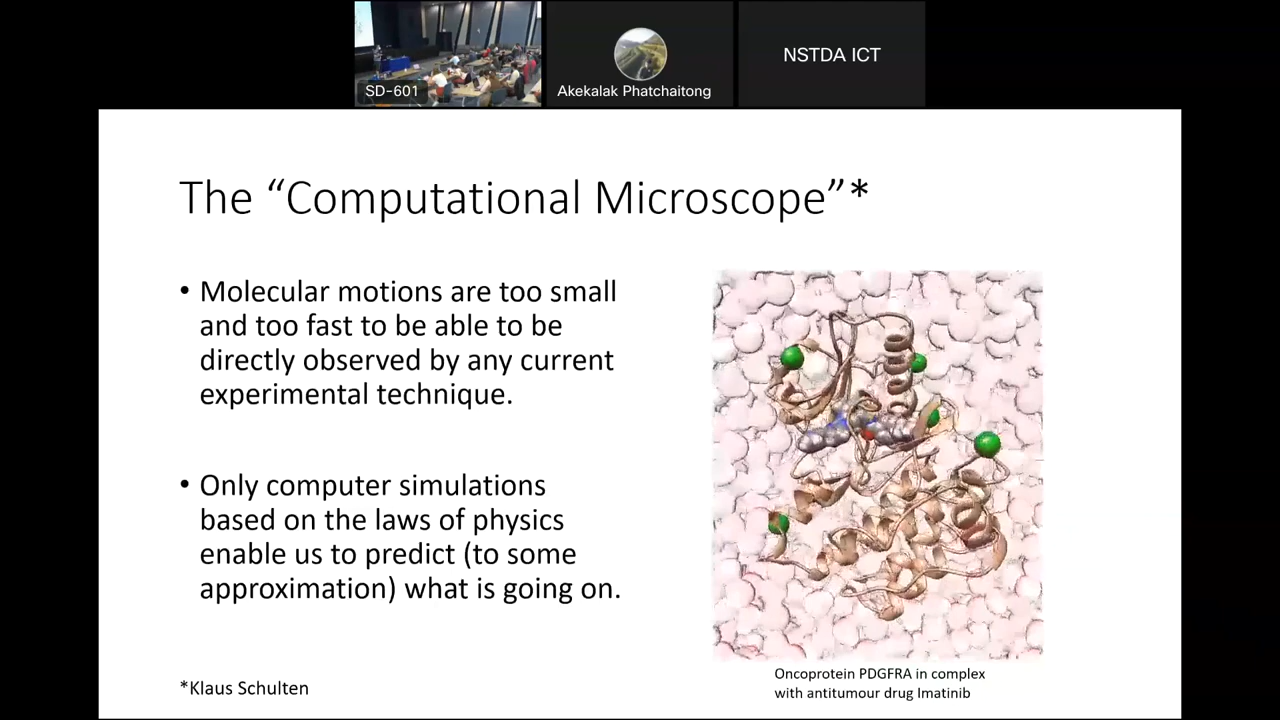 SD-601
Akekalak Phatchaitong
NSTDA ICT
The “Computational Microscope”*
• Molecular motions are too small
and too fast to be able to be
directly observed by any current
experimental technique.
• Only computer simulations
based on the laws of physics
enable us to predict (to some
approximation) what is going on.
*Klaus Schulten
Oncoprotein PDGFRA in complex
with antitumour drug Imatinib